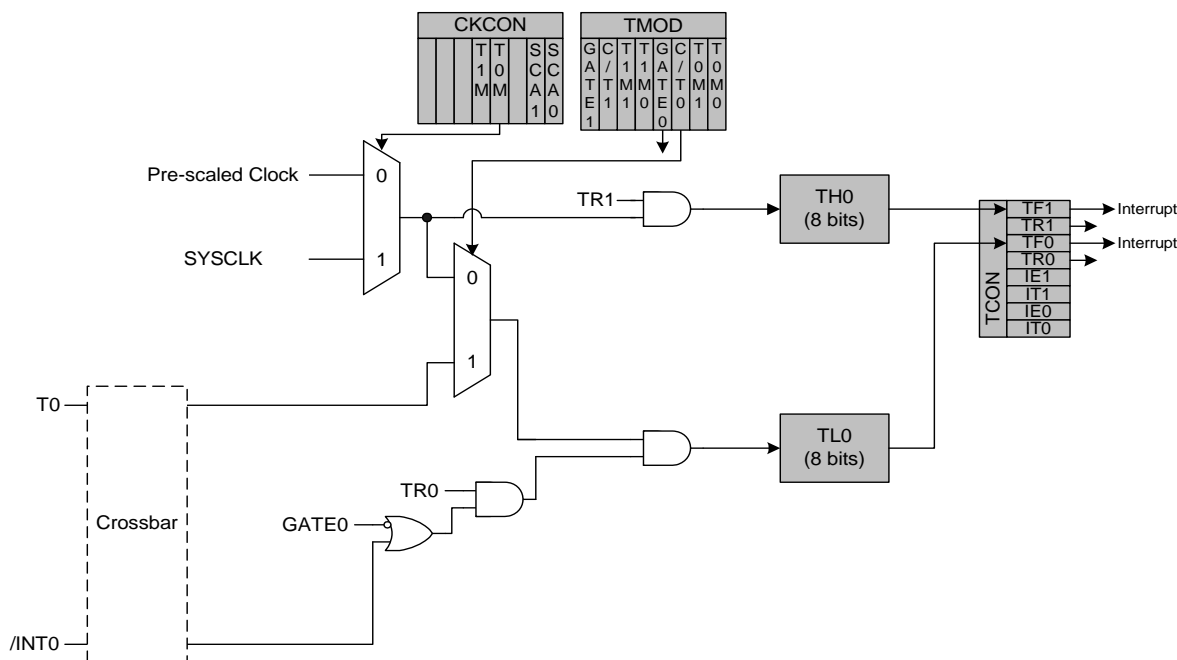 CKCON
T1M
T0M
SCA1
SCA0
TMOD
GATE1
C/T1
T1M1
T1M0
GATE0
C/T0
T0M1
T0M0
Pre-scaled Clock
0
SYSCLK
1
TR1
TH0
(8 bits)
0
1
TCON
TF1
TR1
TF0
TR0
IE1
IT1
IE0
IT0
Interrupt
Interrupt
T0
Crossbar
/INT0
TR0
GATE0
TL0
(8 bits)